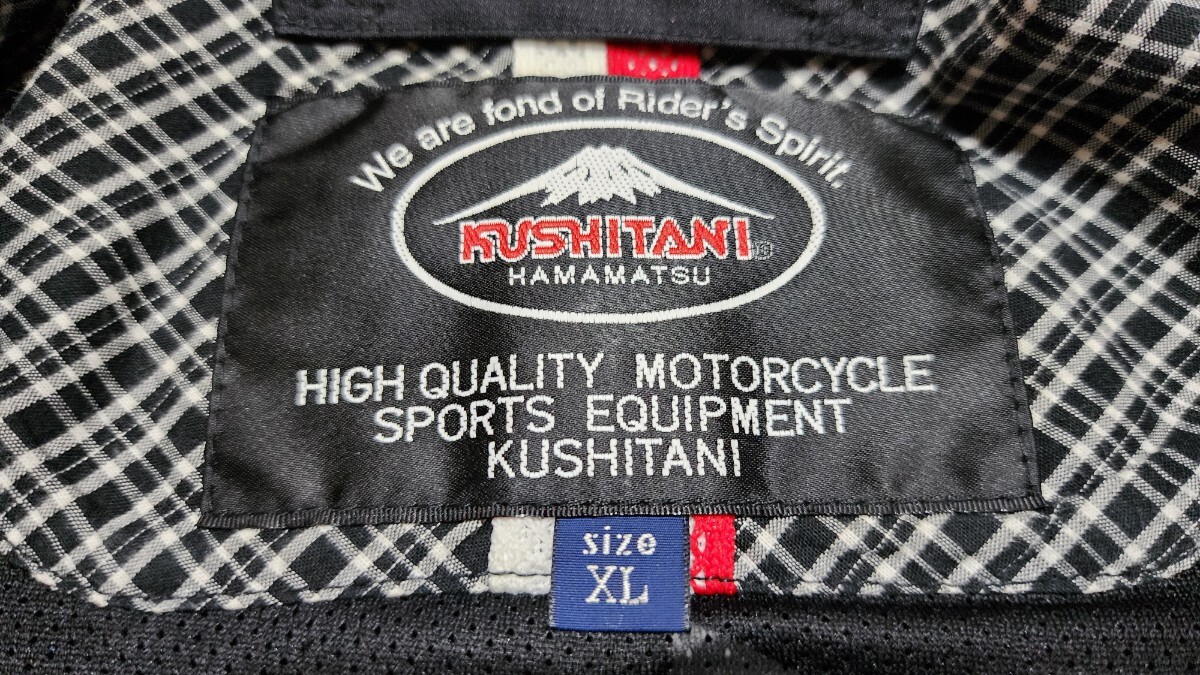 We are fond of Rider's Spirit.
KUSHITANI®
HAMAMATSU
HIGH QUALITY MOTORCYCLE
SPORTS EQUIPMENT
KUSHITANI
size
XL